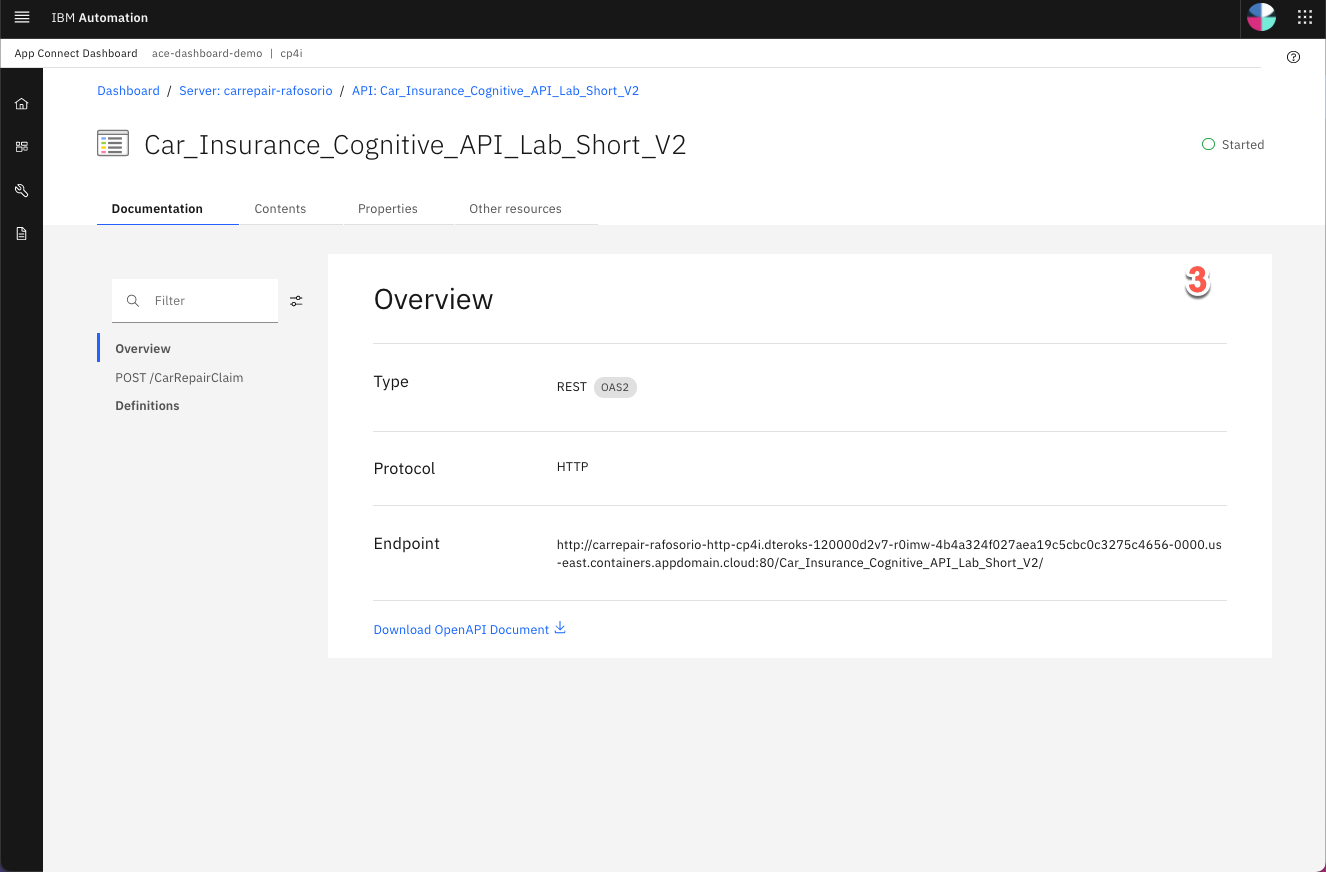 IBM Automation
App Connect Dashboard ace-dashboard-demo | cp4i
Dashboard / Server: carrepair-rafosorio / API: Car_Insurance_Cognitive_API_Lab_Short_V2
Car_Insurance_Cognitive_API_Lab_Short_V2
Started
Documentation Contents Properties Other resources
3
Filter
Overview
POST /CarRepairClaim
Definitions
Overview
Type
REST OAS2
Protocol
HTTP
Endpoint
http://carrepair-rafosorio-http-cp4i.dteroks-120000d2v7-r0imw-4b4a324f027aea19c5cbc0c3275c4656-0000.us
-east.containers.appdomain.cloud:80/Car_Insurance_Cognitive_API_Lab_Short_V2/
Download OpenAPI Document